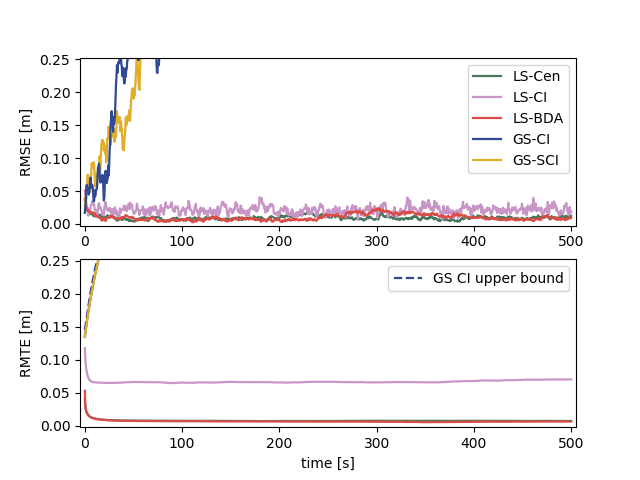 0.25
0.20
0.15
0.10
0.05
0.00
RMSE [m]
LS-Cen
LS-CI
LS-BDA
GS-CI
GS-SCI
0 100 200 300 400 500
0.25
0.20
0.15
0.10
0.05
0.00
RMTE [m]
GS CI upper bound
0 100 200 300 400 500
time [s]